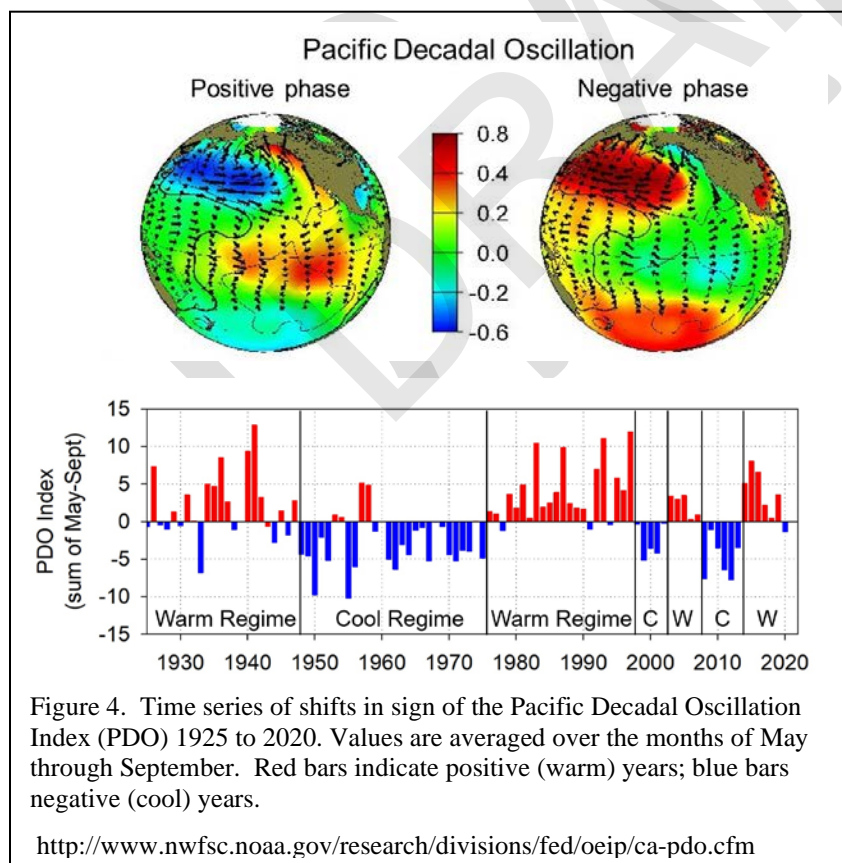 Pacific Decadal Oscillation
Positive phase
Negative phase
0.8
0.4
0.2
0.0
-0.2
-0.6
PDO Index
(sum of May-Sept)
15
10
5
0
-5
-10
-15
Warm Regime
Cool Regime
Warm Regime
C
W
C
W
1930 1940 1950 1960 1970 1980 1990 2000 2010 2020
Figure 4.  Time series of shifts in sign of the Pacific Decadal Oscillation
Index (PDO) 1925 to 2020. Values are averaged over the months of May
through September.  Red bars indicate positive (warm) years; blue bars
negative (cool) years.
http://www.nwfsc.noaa.gov/research/divisions/fed/oeip/ca-pdo.cfm